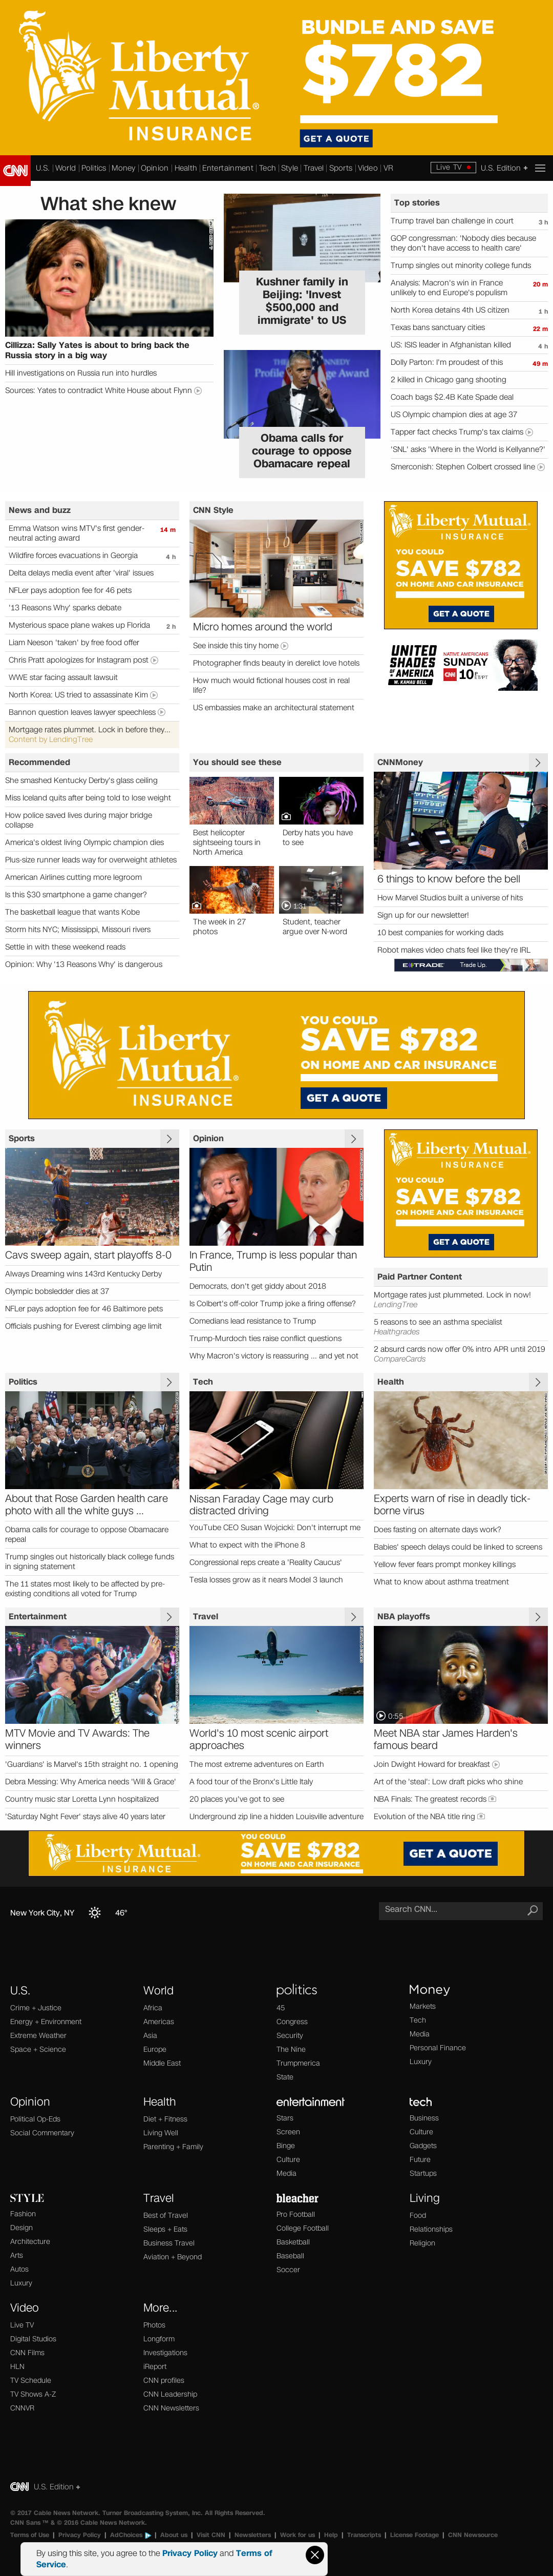 Liberty
Mutual®
INSURANCE
BUNDLE AND SAVE
$782
GET A QUOTE
CNN
U.S. World Politics Money Opinion Health Entertainment Tech Style Travel Sports Video VR
Live TV
U.S. Edition +
What she knew
Cillizza: Sally Yates is about to bring back the
Russia story in a big way
Hill investigations on Russia run into hurdles
Sources: Yates to contradict White House about Flynn
Kushner family in
Beijing: 'Invest
$500,000 and
immigrate' to US
Obama calls for
courage to oppose
Obamacare repeal
Top stories
Trump travel ban challenge in court 3 h
GOP congressman: 'Nobody dies because
they don't have access to health care'
Trump singles out minority college funds
Analysis: Macron's win in France 20 m
unlikely to end Europe's populism
North Korea detains 4th US citizen 1 h
Texas bans sanctuary cities 22 m
US: ISIS leader in Afghanistan killed 4 h
Dolly Parton: I'm proudest of this 49 m
2 killed in Chicago gang shooting
Coach bags $2.4B Kate Spade deal
US Olympic champion dies at age 37
Tapper fact checks Trump's tax claims
'SNL' asks 'Where in the World is Kellyanne?'
Smerconish: Stephen Colbert crossed line
News and buzz
Emma Watson wins MTV's first gender- 14 m
neutral acting award
Wildfire forces evacuations in Georgia 4 h
Delta delays media event after 'viral' issues
NFLer pays adoption fee for 46 pets
'13 Reasons Why' sparks debate
Mysterious space plane wakes up Florida 2 h
Liam Neeson 'taken' by free food offer
Chris Pratt apologizes for Instagram post
WWE star facing assault lawsuit
North Korea: US tried to assassinate Kim
Bannon question leaves lawyer speechless
Mortgage rates plummet. Lock in before they...
Content by LendingTree
CNN Style
Micro homes around the world
See inside this tiny home
Photographer finds beauty in derelict love hotels
How much would fictional houses cost in real
life?
US embassies make an architectural statement
Liberty
Mutual®
INSURANCE
YOU COULD
SAVE $782
ON HOME AND CAR INSURANCE
GET A QUOTE
UNITED
SHADES
OF
AMERICA
W. KAMAU BELL
NATIVE AMERICANS
SUNDAY
CNN 10P ET/PT
Recommended
She smashed Kentucky Derby's glass ceiling
Miss Iceland quits after being told to lose weight
How police saved lives during major bridge
collapse
America's oldest living Olympic champion dies
Plus-size runner leads way for overweight athletes
American Airlines cutting more legroom
Is this $30 smartphone a game changer?
The basketball league that wants Kobe
Storm hits NYC; Mississippi, Missouri rivers
Settle in with these weekend reads
Opinion: Why '13 Reasons Why' is dangerous
You should see these
Best helicopter
sightseeing tours in
North America
Derby hats you have
to see
The week in 27
photos
1:31
Student, teacher
argue over N-word
CNNMoney
6 things to know before the bell
How Marvel Studios built a universe of hits
Sign up for our newsletter!
10 best companies for working dads
Robot makes video chats feel like they're IRL
E*TRADE Trade Up.
Liberty
Mutual®
INSURANCE
YOU COULD
SAVE $782
ON HOME AND CAR INSURANCE
GET A QUOTE
Sports
Cavs sweep again, start playoffs 8-0
Always Dreaming wins 143rd Kentucky Derby
Olympic bobsledder dies at 37
NFLer pays adoption fee for 46 Baltimore pets
Officials pushing for Everest climbing age limit
Opinion
In France, Trump is less popular than
Putin
Democrats, don't get giddy about 2018
Is Colbert's off-color Trump joke a firing offense?
Comedians lead resistance to Trump
Trump-Murdoch ties raise conflict questions
Why Macron's victory is reassuring ... and yet not
Liberty
Mutual®
INSURANCE
YOU COULD
SAVE $782
ON HOME AND CAR INSURANCE
GET A QUOTE
Paid Partner Content
Mortgage rates just plummeted. Lock in now!
LendingTree
5 reasons to see an asthma specialist
Healthgrades
2 absurd cards now offer 0% intro APR until 2019
CompareCards
Politics
About that Rose Garden health care
photo with all the white guys ...
Obama calls for courage to oppose Obamacare
repeal
Trump singles out historically black college funds
in signing statement
The 11 states most likely to be affected by pre-
existing conditions all voted for Trump
Tech
Nissan Faraday Cage may curb
distracted driving
YouTube CEO Susan Wojcicki: Don't interrupt me
What to expect with the iPhone 8
Congressional reps create a 'Reality Caucus'
Tesla losses grow as it nears Model 3 launch
Health
Experts warn of rise in deadly tick-
borne virus
Does fasting on alternate days work?
Babies' speech delays could be linked to screens
Yellow fever fears prompt monkey killings
What to know about asthma treatment
Entertainment
MTV Movie and TV Awards: The
winners
'Guardians' is Marvel's 15th straight no. 1 opening
Debra Messing: Why America needs 'Will & Grace'
Country music star Loretta Lynn hospitalized
'Saturday Night Fever' stays alive 40 years later
Travel
World's 10 most scenic airport
approaches
The most extreme adventures on Earth
A food tour of the Bronx's Little Italy
20 places you've got to see
Underground zip line a hidden Louisville adventure
NBA playoffs
0:55
Meet NBA star James Harden's
famous beard
Join Dwight Howard for breakfast
Art of the 'steal': Low draft picks who shine
NBA Finals: The greatest records
Evolution of the NBA title ring
Liberty Mutual®
INSURANCE
YOU COULD
SAVE $782
ON HOME AND CAR INSURANCE
GET A QUOTE
New York City, NY 46°
Search CNN...
U.S.
Crime + Justice
Energy + Environment
Extreme Weather
Space + Science
World
Africa
Americas
Asia
Europe
Middle East
politics
45
Congress
Security
The Nine
Trumpmerica
State
Money
Markets
Tech
Media
Personal Finance
Luxury
Opinion
Political Op-Eds
Social Commentary
Health
Diet + Fitness
Living Well
Parenting + Family
entertainment
Stars
Screen
Binge
Culture
Media
tech
Business
Culture
Gadgets
Future
Startups
STYLE
Fashion
Design
Architecture
Arts
Autos
Luxury
Travel
Best of Travel
Sleeps + Eats
Business Travel
Aviation + Beyond
bleacher
Pro Football
College Football
Basketball
Baseball
Soccer
Living
Food
Relationships
Religion
Video
Live TV
Digital Studios
CNN Films
HLN
TV Schedule
TV Shows A-Z
CNNVR
More...
Photos
Longform
Investigations
iReport
CNN profiles
CNN Leadership
CNN Newsletters
CNN U.S. Edition +
© 2017 Cable News Network. Turner Broadcasting System, Inc. All Rights Reserved.
CNN Sans ™ & © 2016 Cable News Network.
Terms of Use | Privacy Policy | AdChoices | About us | Visit CNN | Newsletters | Work for us | Help | Transcripts | License Footage | CNN Newsource
By using this site, you agree to the Privacy Policy and Terms of
Service.